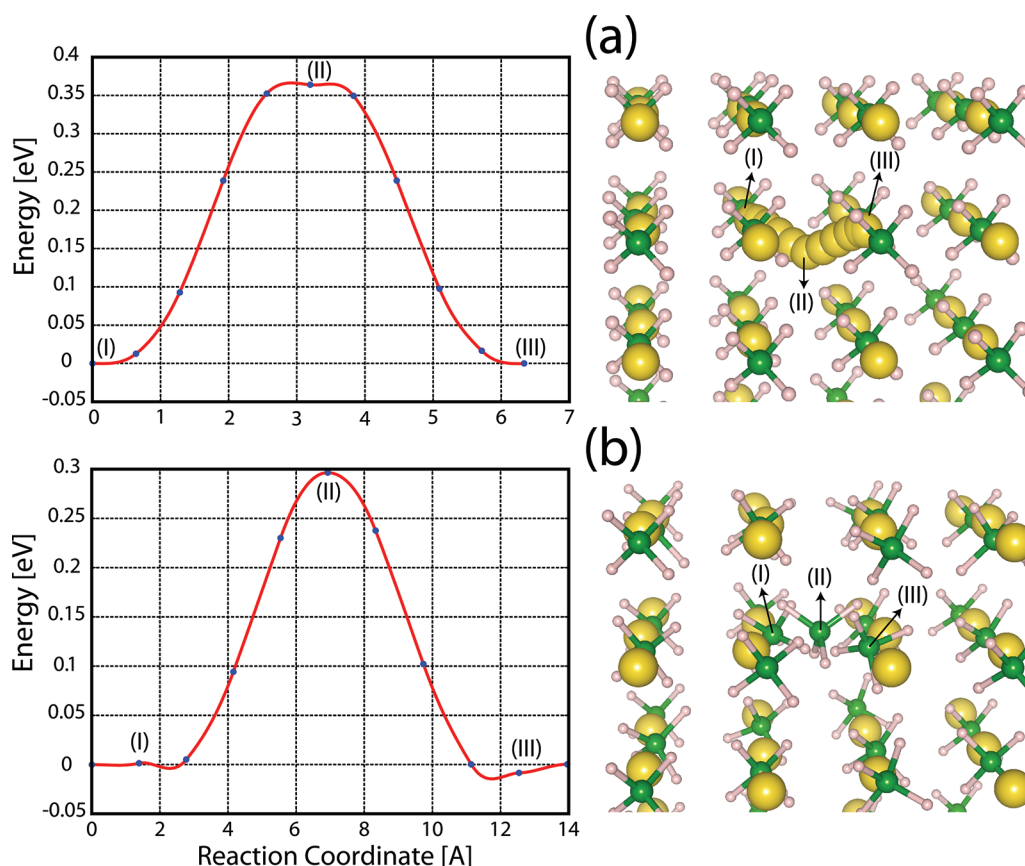 (a)
0.4
0.35
0.3
0.25
0.2
0.15
0.1
0.05
0
-0.05
Energy [eV]
(I)
(II)
(III)
0 1 2 3 4 5 6 7
(I)
(III)
(II)
(b)
0.3
0.25
0.2
0.15
0.1
0.05
0
-0.05
Energy [eV]
(I)
(II)
(III)
0 2 4 6 8 10 12 14
Reaction Coordinate [A]
(I)
(II)
(III)